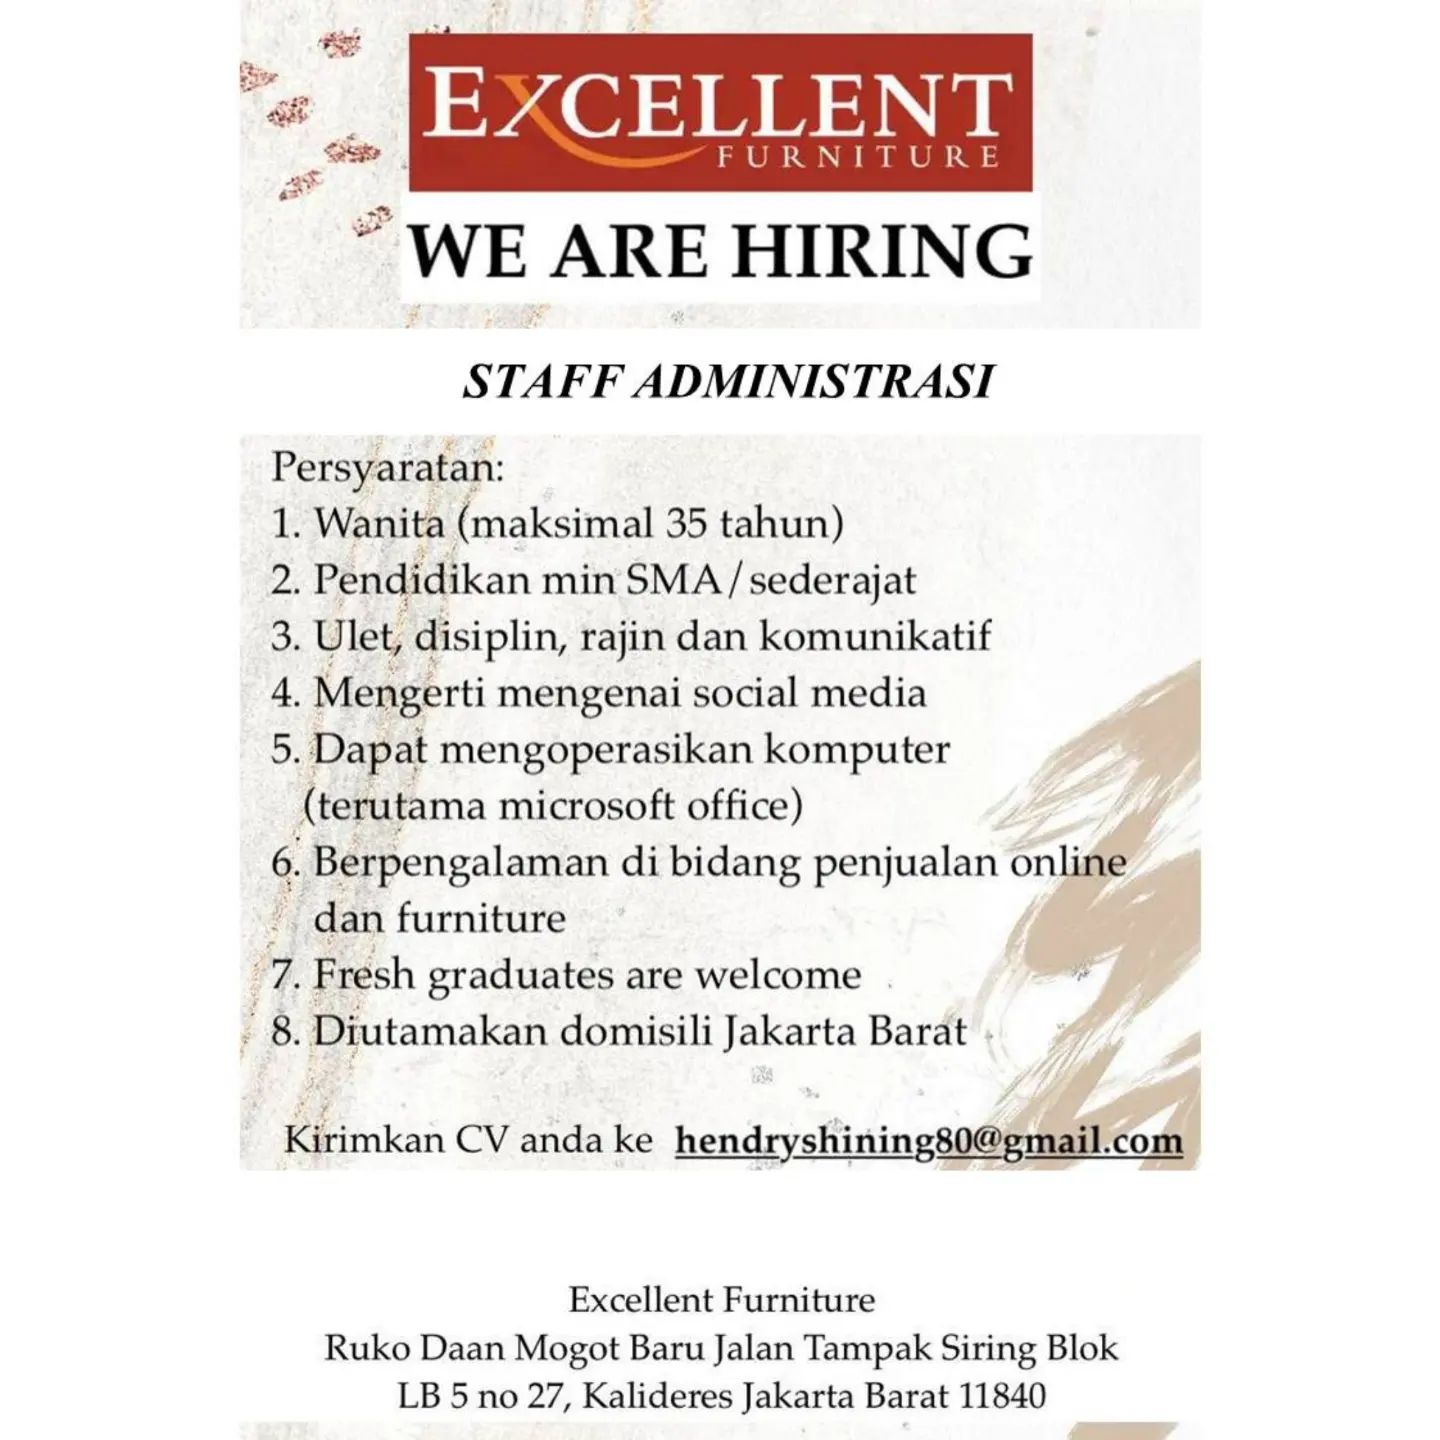 EXCELLENT
FURNITURE
WE ARE HIRING
STAFF ADMINISTRASI
Persyaratan:
1. Wanita (maksimal 35 tahun)
2. Pendidikan min SMA/sederajat
3. Ulet, disiplin, rajin dan komunikatif
4. Mengerti mengenai social media
5. Dapat mengoperasikan komputer
(terutama microsoft office)
6. Berpengalaman di bidang penjualan online
dan furniture
7. Fresh graduates are welcome
8. Diutamakan domisili Jakarta Barat
Kirimkan CV anda ke hendryshining80@gmail.com
Excellent Furniture
Ruko Daan Mogot Baru Jalan Tampak Siring Blok
LB 5 no 27, Kalideres Jakarta Barat 11840